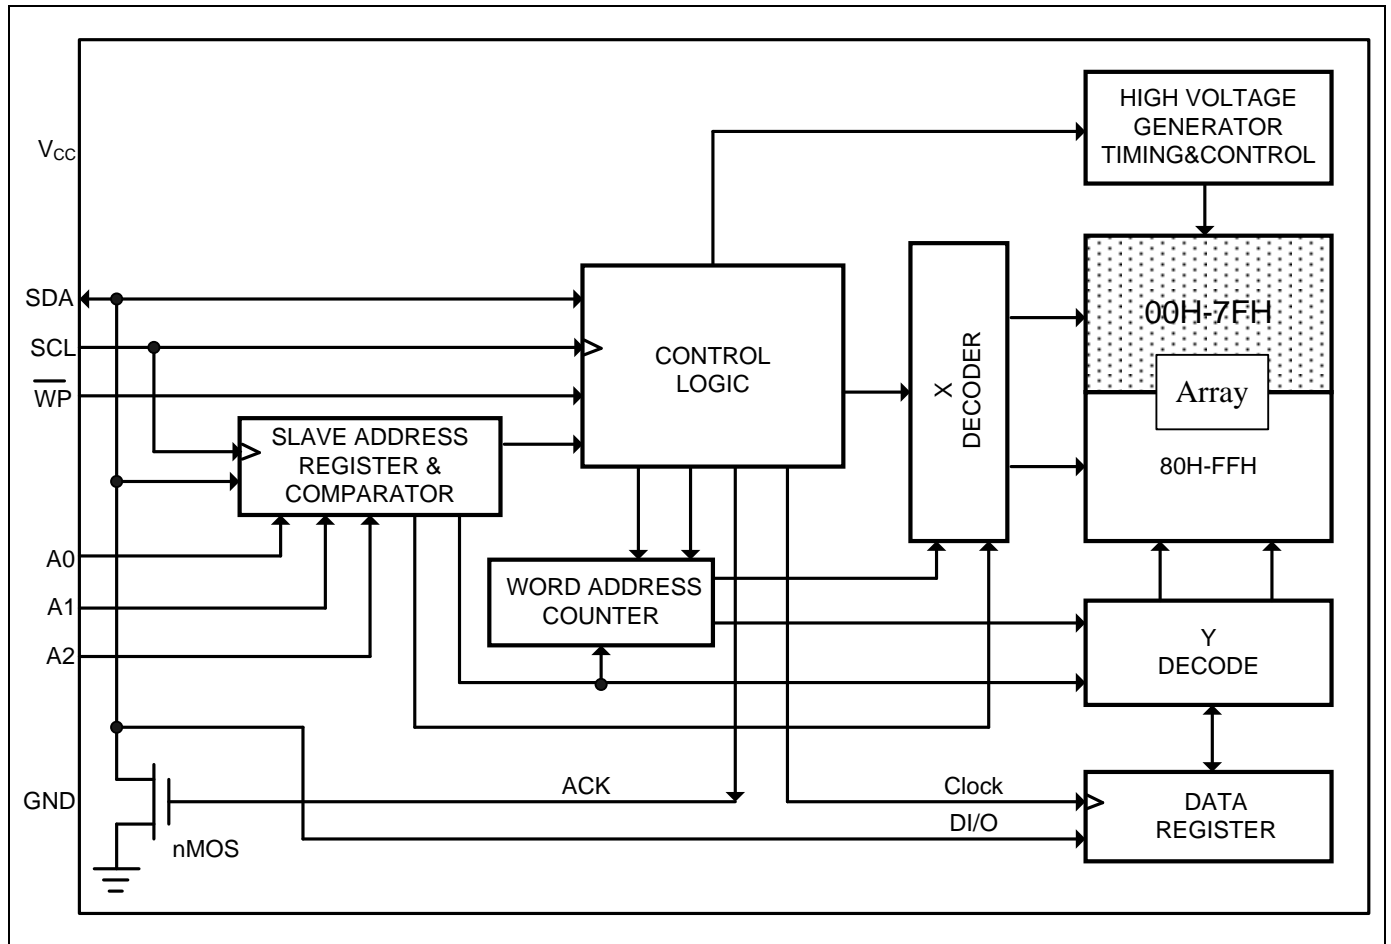 HIGH VOLTAGE
GENERATOR
TIMING&CONTROL
VCC
SDA
SCL
WP
CONTROL
LOGIC
X
DECODER
00H-7FH
Array
80H-FFH
SLAVE ADDRESS
REGISTER &
COMPARATOR
A0
A1
A2
WORD ADDRESS
COUNTER
Y
DECODE
GND
nMOS
ACK
Clock
DI/O
DATA
REGISTER